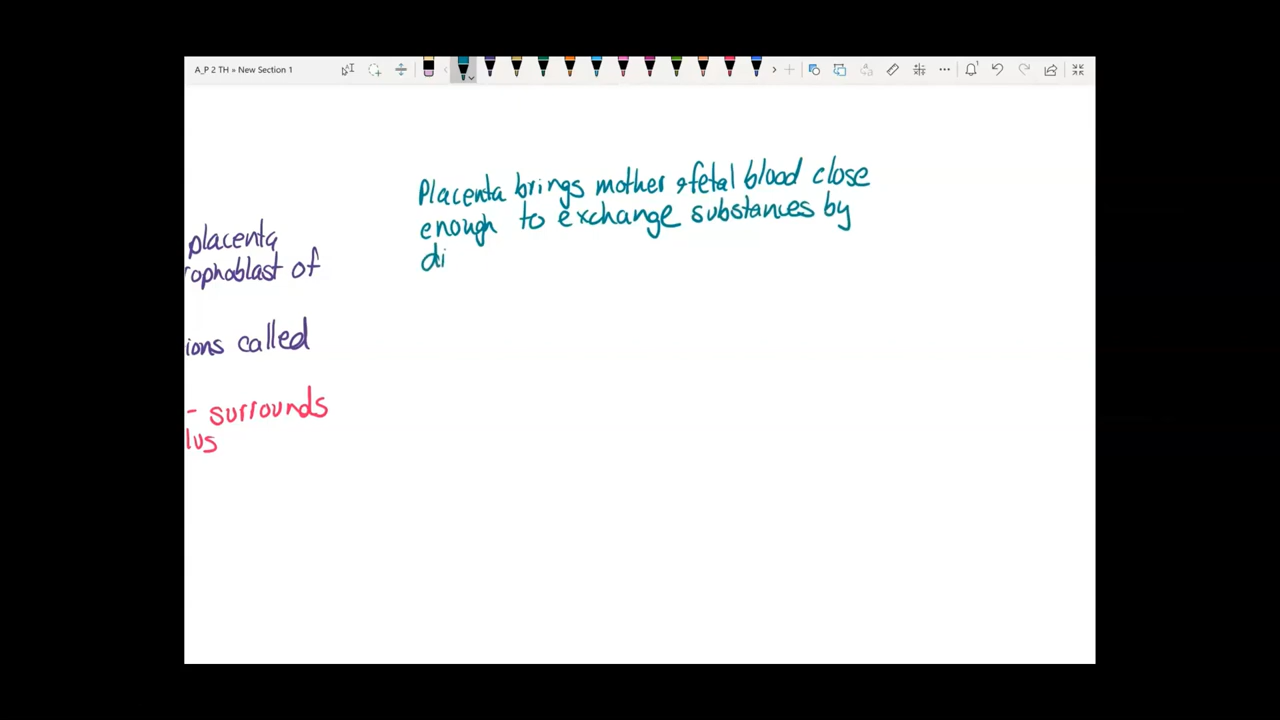 A_P 2 TH » New Section 1
Placenta brings mother & fetal blood close
enough to exchange substances by
di
placenta
rophoblast of
ions called
- surrounds
lus